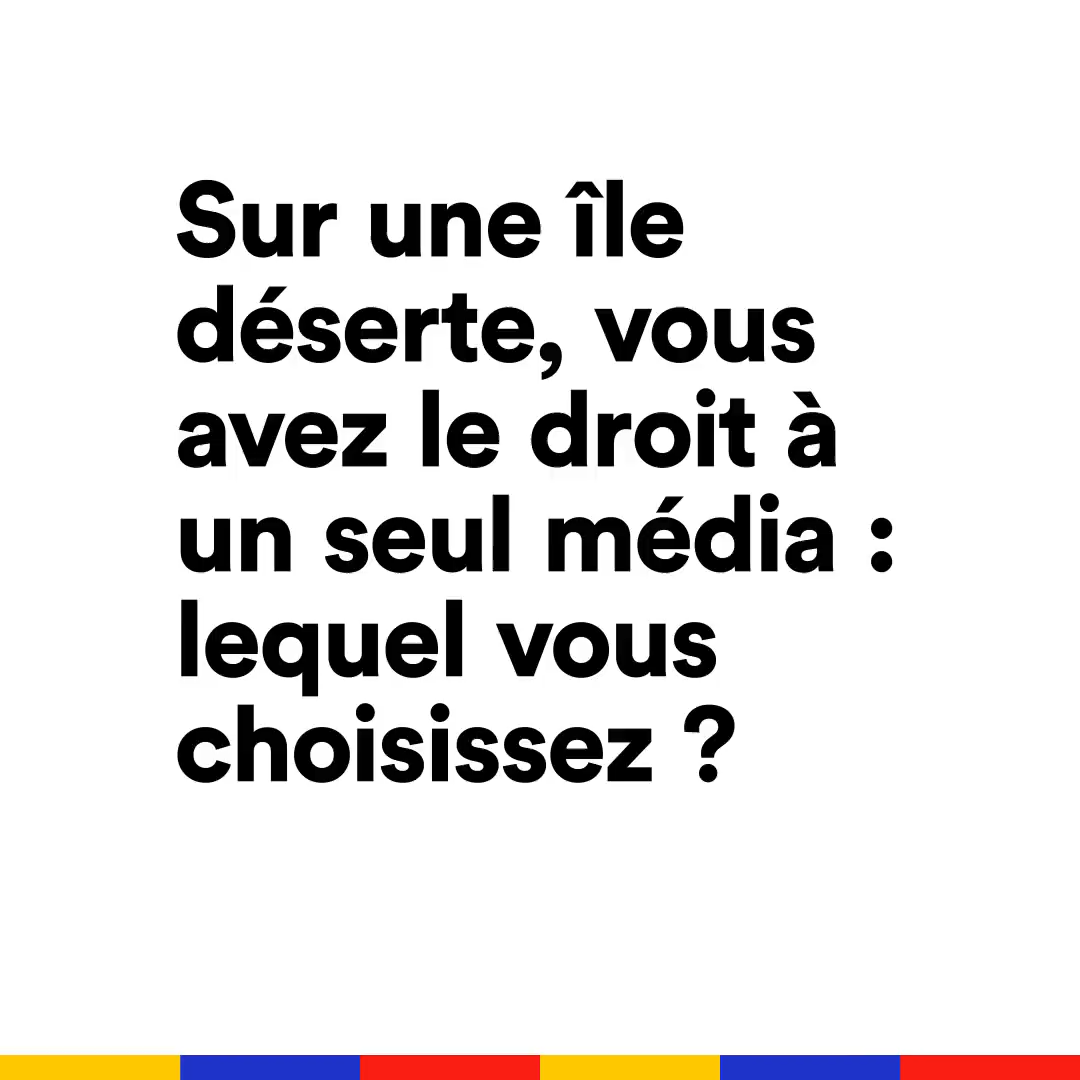 Sur une île
déserte, vous
avez le droit à
un seul média :
lequel vous
choisissez ?